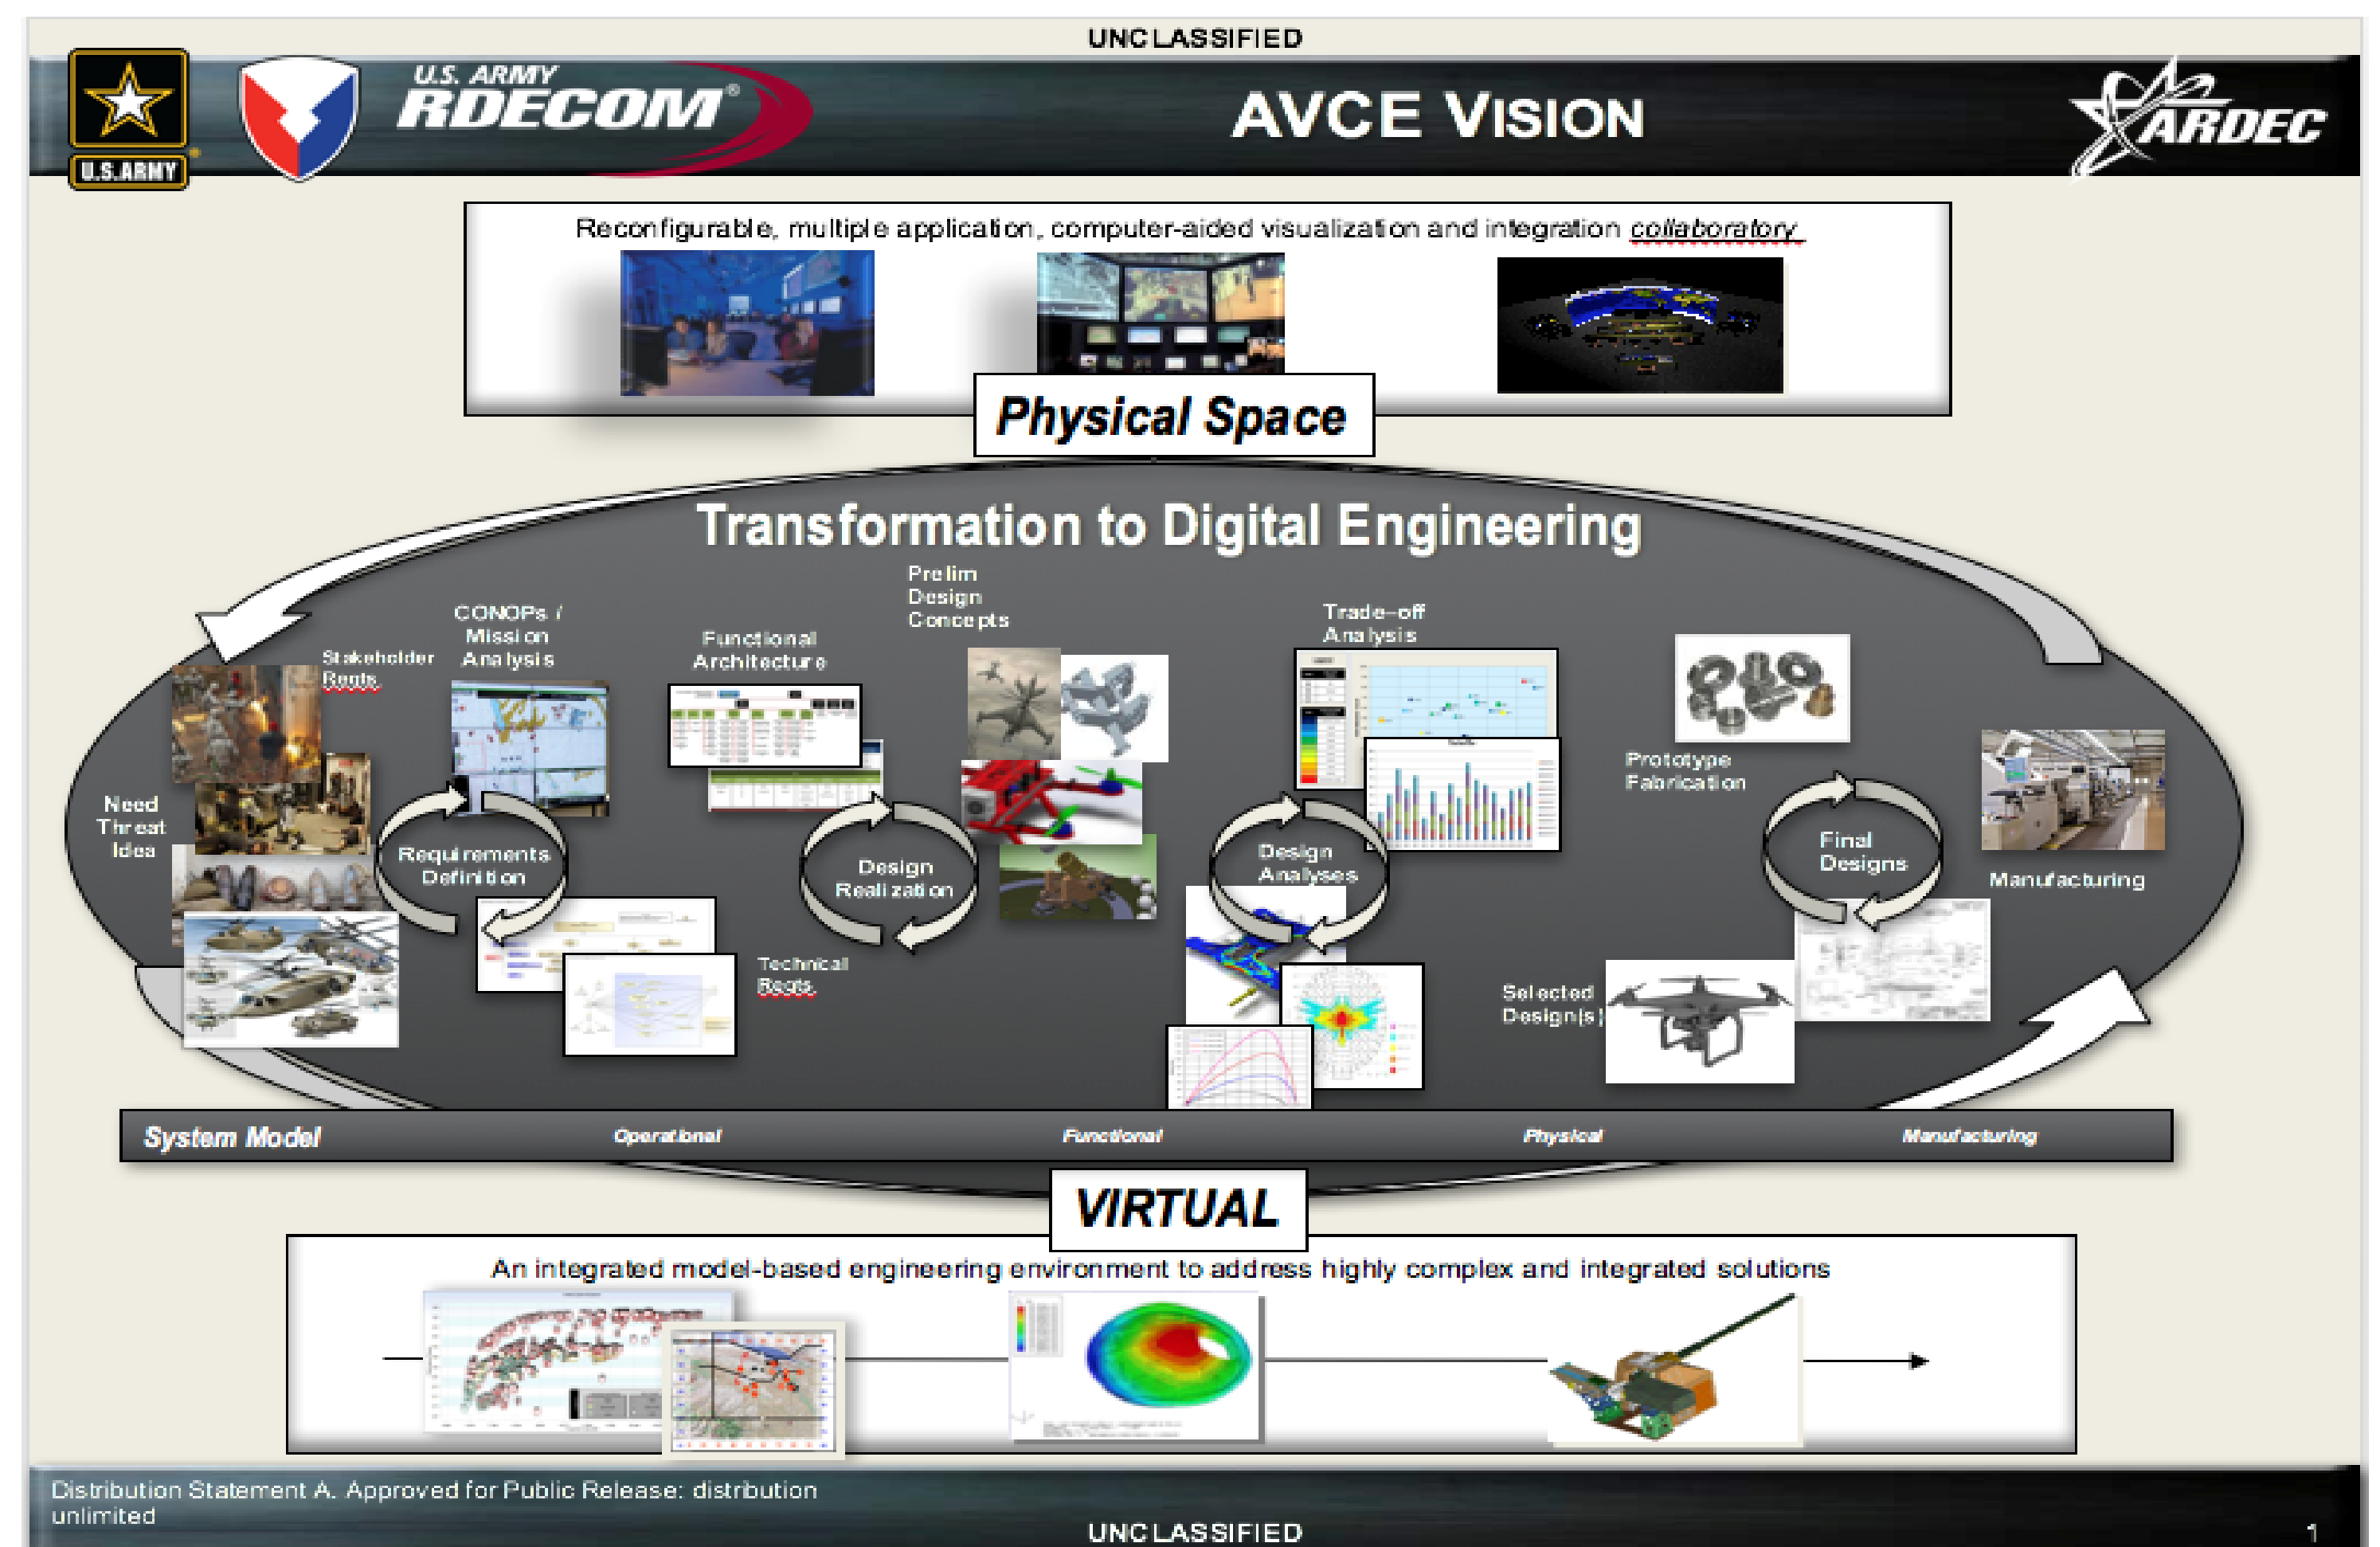 UNCLASSIFIED
U.S. ARMY
RDECOM®
AVCE VISION
ARDEC
U.S.ARMY
Reconfigurable, multiple application, computer-aided visualization and integration collaboratory
Physical Space
Transformation to Digital Engineering
Prelim
Design
Concepts
CONOPs /
Mission
Analysis
Trade-off
Analysis
Functional
Architecture
Stakeholder
Reqts.
Prototype
Fabrication
Need
Threat
Idea
Requirements
Definition
Design
Realization
Design
Analyses
Final
Designs
Manufacturing
Technical
Reqts.
Selected
Design(s)
System Model
Operational
Functional
Physical
Manufacturing
VIRTUAL
An integrated model-based engineering environment to address highly complex and integrated solutions
Distribution Statement A. Approved for Public Release: distribution
unlimited
UNCLASSIFIED
1